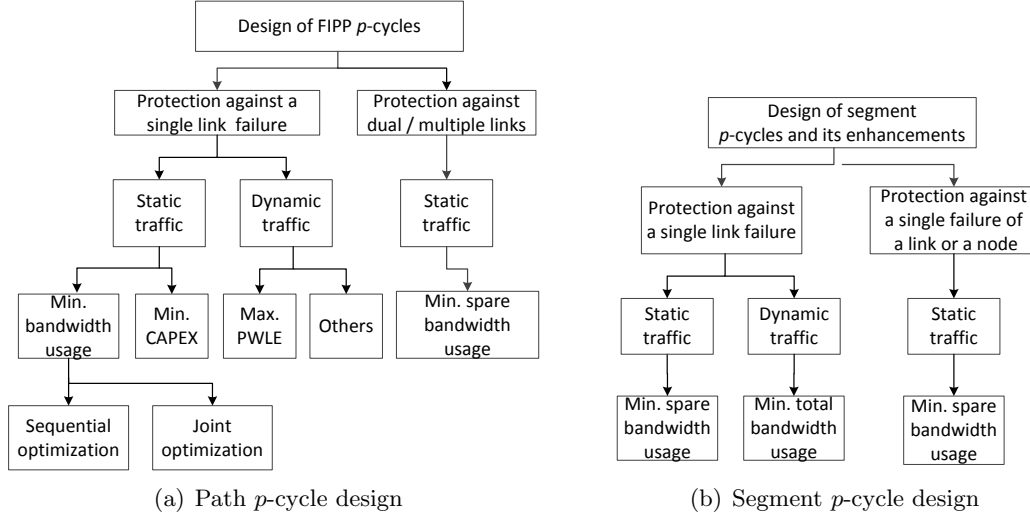 Design of FIPP p-cycles
Protection against a
single link failure
Protection against
dual / multiple links
Static
traffic
Dynamic
traffic
Static
traffic
Min.
bandwidth
usage
Min.
CAPEX
Max.
PWLE
Others
Min. spare
bandwidth
usage
Sequential
optimization
Joint
optimization
(a) Path p-cycle design
Design of segment
p-cycles and its enhancements
Protection against
a single link failure
Protection against
a single failure of
a link or a node
Static
traffic
Dynamic
traffic
Static
traffic
Min. spare
bandwidth
usage
Min. total
bandwidth
usage
Min. spare
bandwidth
usage
(b) Segment p-cycle design